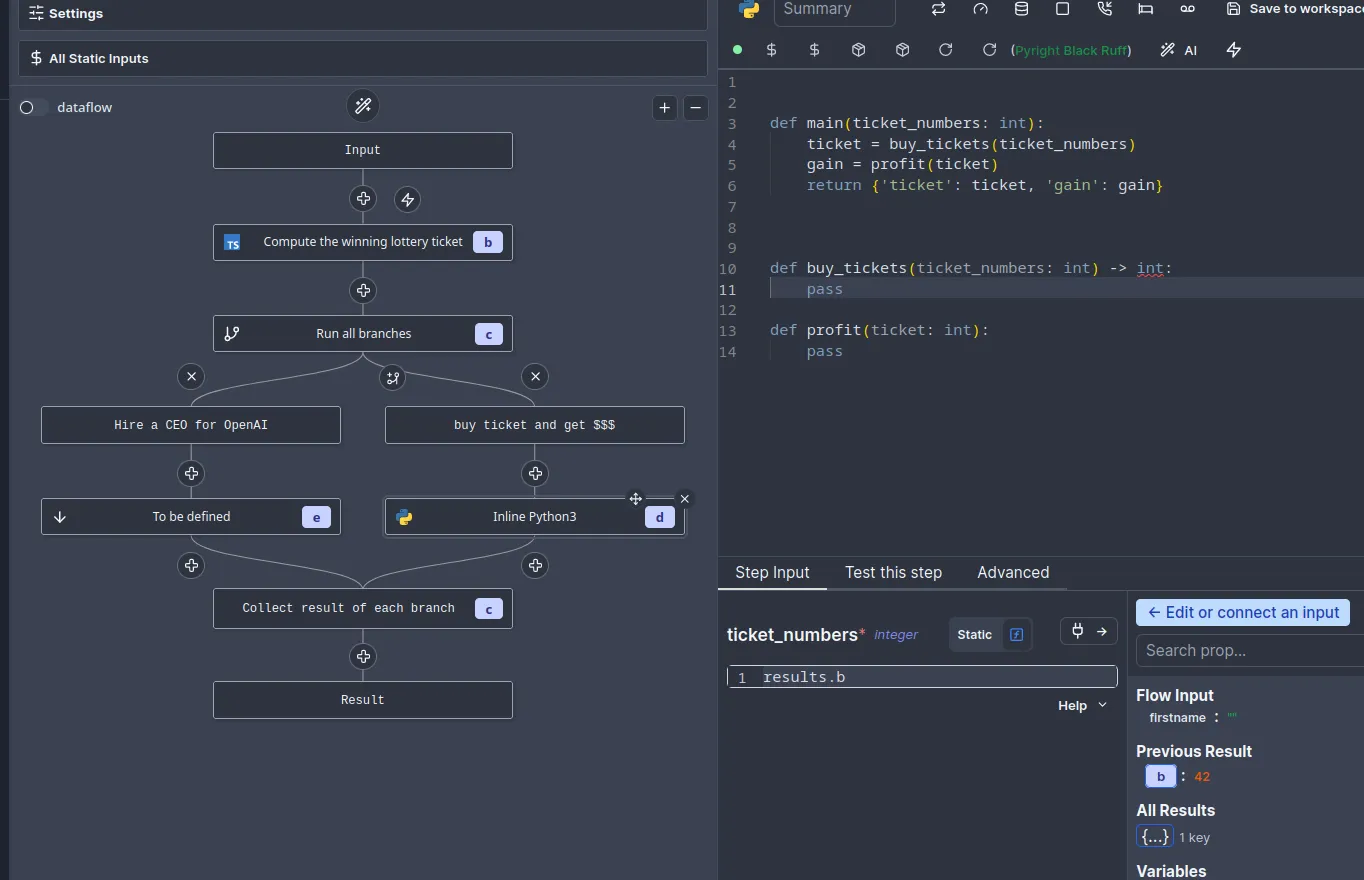 Settings
All Static Inputs
dataflow
Input
TS Compute the winning lottery ticket b
Run all branches c
Hire a CEO for OpenAI
buy ticket and get $$$
To be defined e
Inline Python3 d
Collect result of each branch c
Result
Summary
Save to workspac
(Pyright Black Ruff) AI
1
2
3 def main(ticket_numbers: int):
4 ticket = buy_tickets(ticket_numbers)
5 gain = profit(ticket)
6 return {'ticket': ticket, 'gain': gain}
7
8
9
10 def buy_tickets(ticket_numbers: int) -> int:
11 pass
12
13 def profit(ticket: int):
14 pass
Step Input Test this step Advanced
ticket_numbers* integer Static
1 results.b
Help
← Edit or connect an input
Search prop...
Flow Input
firstname : ""
Previous Result
b : 42
All Results
{...} 1 key
Variables